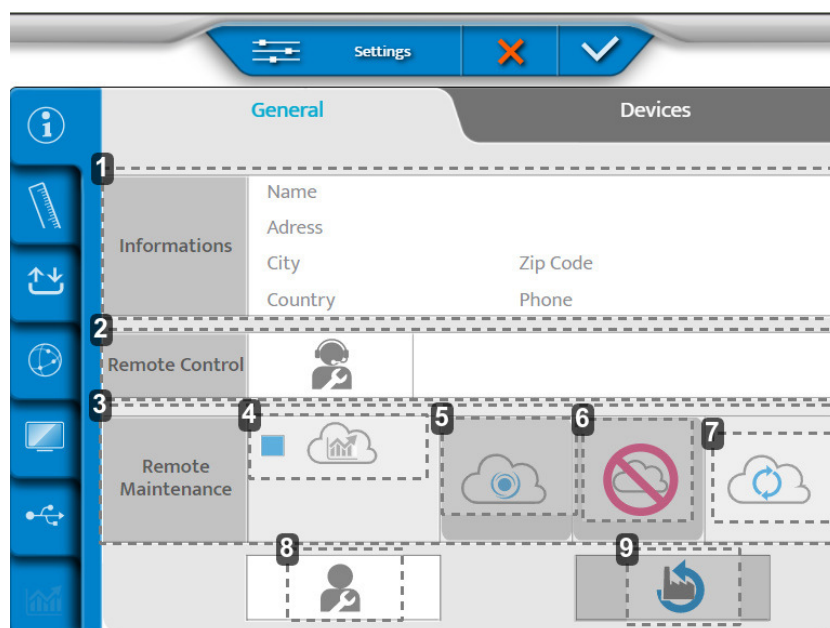 Settings
General
Devices
1
Informations
Name
Adress
City
Zip Code
Country
Phone
2
Remote Control
3
4
5
6
7
Remote
Maintenance
8
9